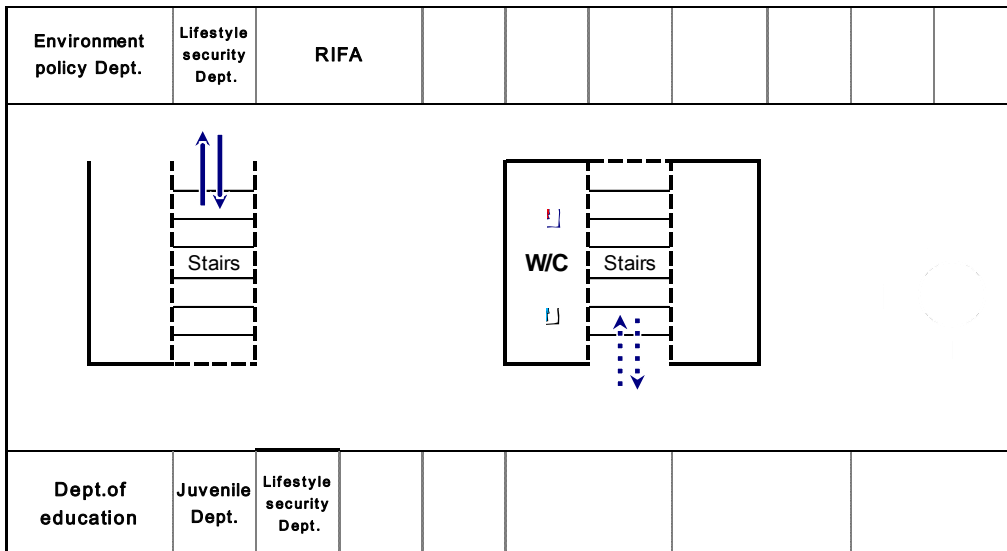 Environment
policy Dept.
Lifestyle
security
Dept.
RIFA
Stairs
W/C
Stairs
Dept.of
education
Juvenile
Dept.
Lifestyle
security
Dept.